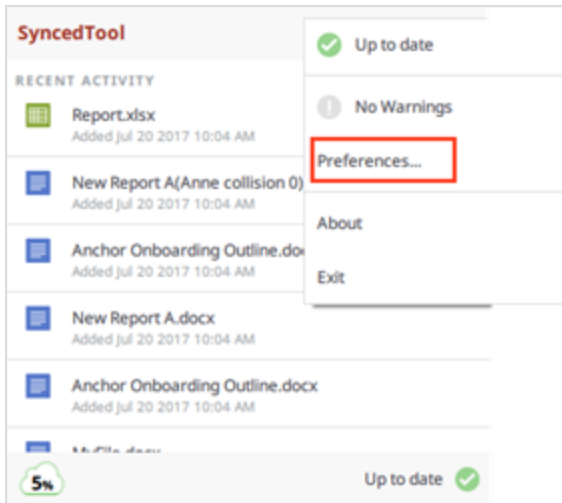 SyncedTool
RECENT ACTIVITY
Report.xlsx
Added Jul 20 2017 10:04 AM
New Report A(Anne collision 0)
Added Jul 20 2017 10:04 AM
Anchor Onboarding Outline.do
Added Jul 20 2017 10:04 AM
New Report A.docx
Added Jul 20 2017 10:04 AM
Anchor Onboarding Outline.docx
Added Jul 20 2017 10:04 AM
MyFile.docx
5%
Up to date
Up to date
No Warnings
Preferences...
About
Exit